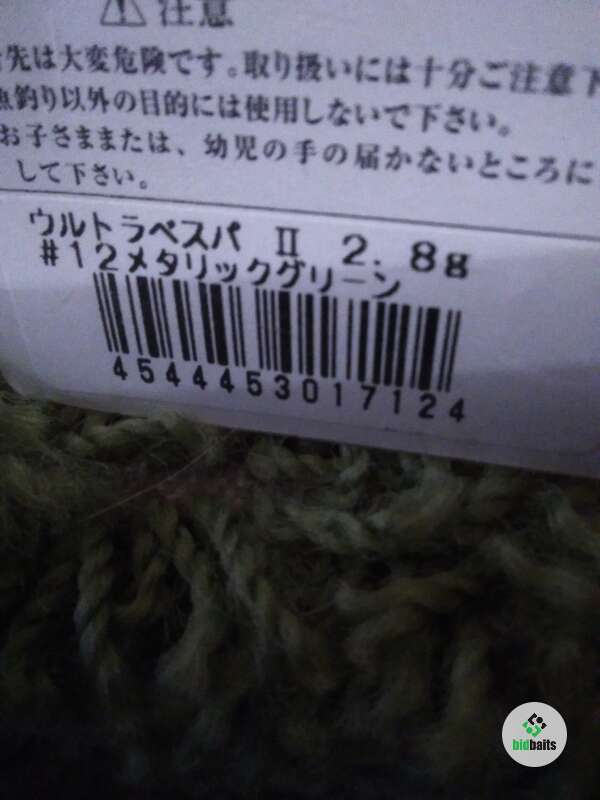 ⚠ 注意
先は大変危険です。取り扱いには十分ご注意下
魚釣り以外の目的には使用しないで下さい。
お子さままたは、幼児の手の届かないところに
して下さい。
ウルトラベスパ Ⅱ 2.8g
#12メタリックグリーン
4544453017124
bidbaits